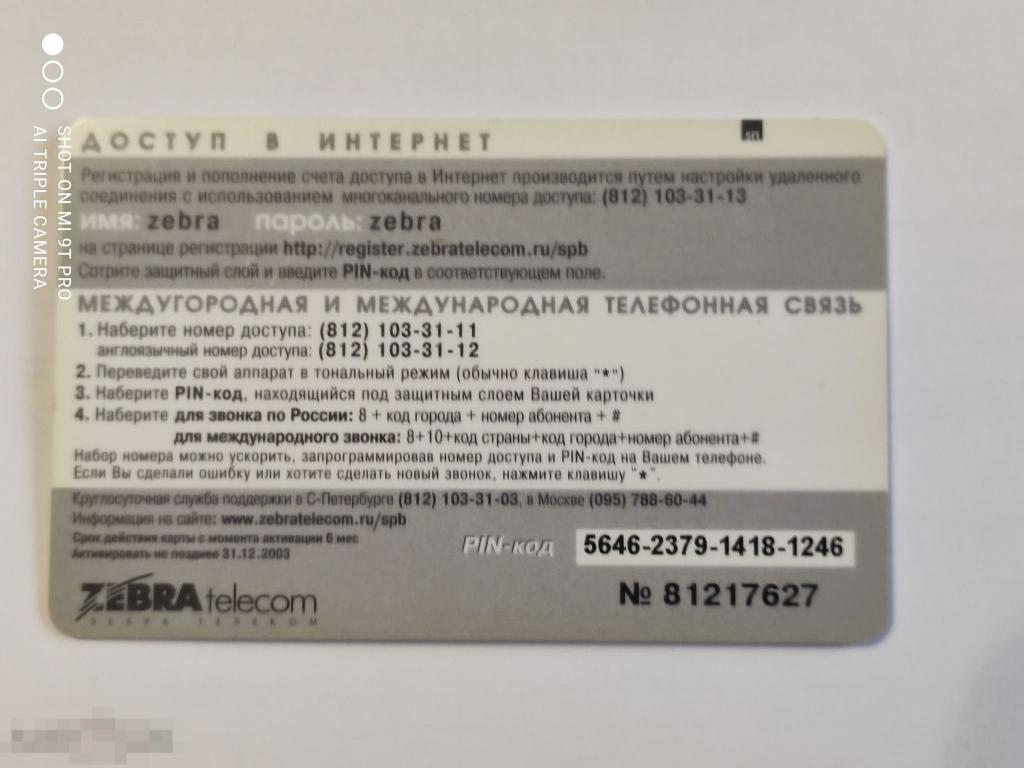 SHOT ON MI 9T PRO
AI TRIPLE CAMERA
ДОСТУП В ИНТЕРНЕТ
Регистрация и пополнение счета доступа в Интернет производится путем настройки удаленного
соединения с использованием многоканального номера доступа: (812) 103-31-13
имя: zebra пароль: zebra
на странице регистрации http://register.zebratelecom.ru/spb
Сотрите защитный слой и введите PIN-код в соответствующем поле.
МЕЖДУГОРОДНАЯ И МЕЖДУНАРОДНАЯ ТЕЛЕФОННАЯ СВЯЗЬ
1. Наберите номер доступа: (812) 103-31-11
англоязычный номер доступа: (812) 103-31-12
2. Переведите свой аппарат в тональный режим (обычно клавиша "*")
3. Наберите PIN-код, находящийся под защитным слоем Вашей карточки
4. Наберите для звонка по России: 8 + код города + номер абонента + #
для международного звонка: 8+10+код страны+код города+номер абонента+#
Набор номера можно ускорить, запрограммировав номер доступа и PIN-код на Вашем телефоне.
Если Вы сделали ошибку или хотите сделать новый звонок, нажмите клавишу "*".
Круглосуточная служба поддержки в С-Петербурге (812) 103-31-03, в Москве (095) 788-60-44
Информация на сайте: www.zebratelecom.ru/spb
Срок действия карты с момента активации 6 мес
Активировать не позднее 31.12.2003
PIN-код 5646-2379-1418-1246
№ 81217627
ZEBRA telecom
ЗЕБРА ТЕЛЕКОМ